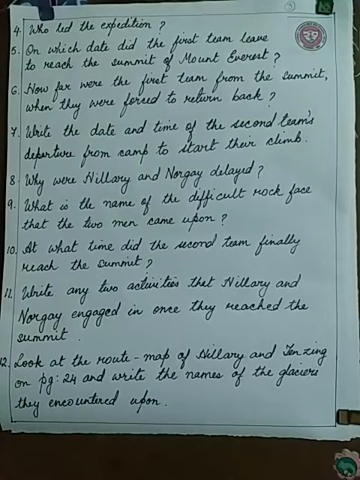 4. Who led the expedition?
5. On which date did the first team leave
to reach the summit of Mount Everest?
6. How far were the first team from the summit,
when they were forced to return back?
7. Write the date and time of the second team's
departure from camp to start their climb.
8. Why were Hillary and Norgay delayed?
9. What is the name of the difficult rock face
that the two men came upon?
10. At what time did the second team finally
reach the summit?
11. Write any two activities that Hillary and
Norgay engaged in once they reached the
summit.
12. Look at the route-map of Hillary and Tenzing
on pg: 24 and write the names of the glaciers
they encountered upon.